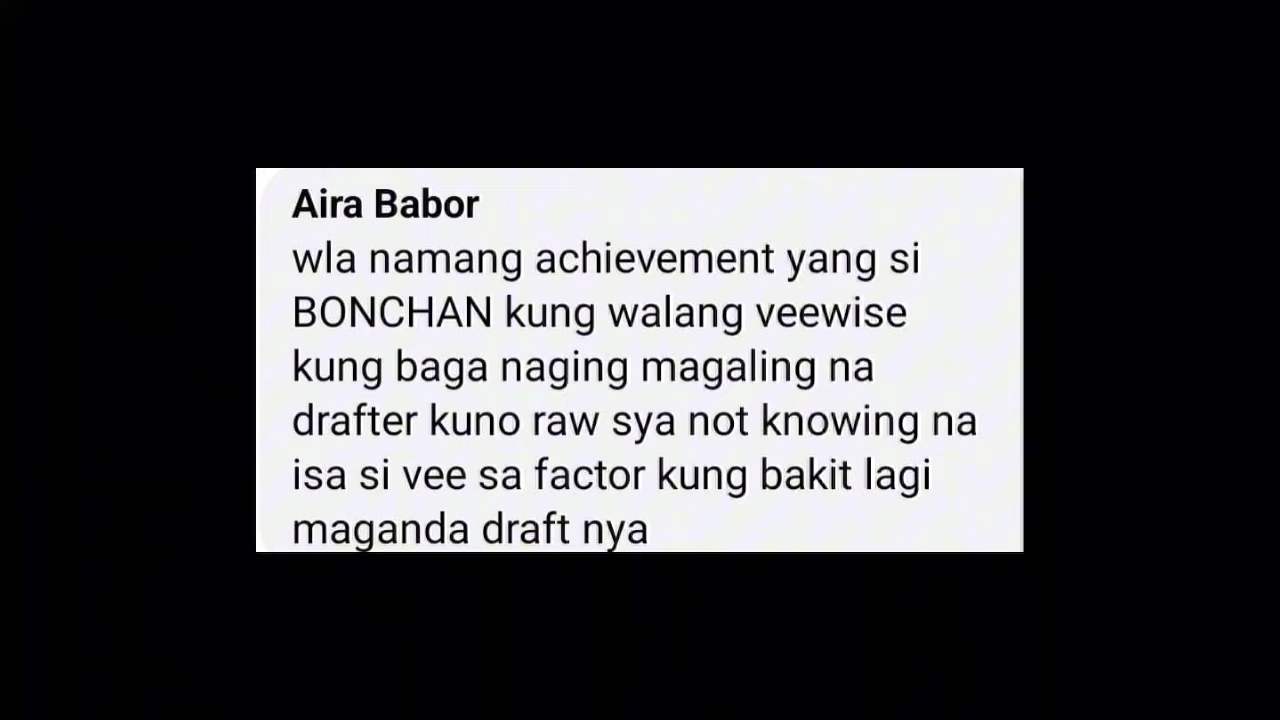 Aira Babor
wla namang achievement yang si
BONCHAN kung walang veewise
kung baga naging magaling na
drafter kuno raw sya not knowing na
isa si vee sa factor kung bakit lagi
maganda draft nya